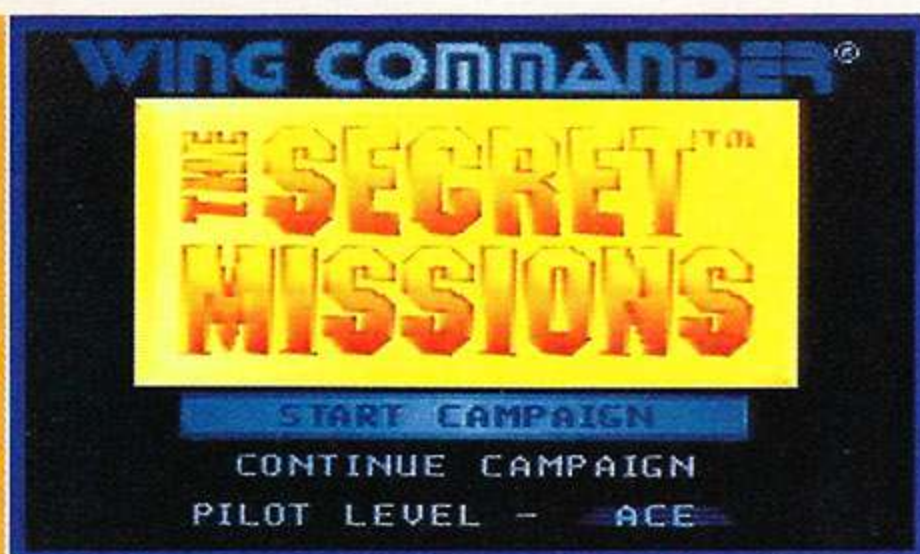 WING COMMANDER®
THE SECRET™
MISSIONS
START CAMPAIGN
CONTINUE CAMPAIGN
PILOT LEVEL - ACE